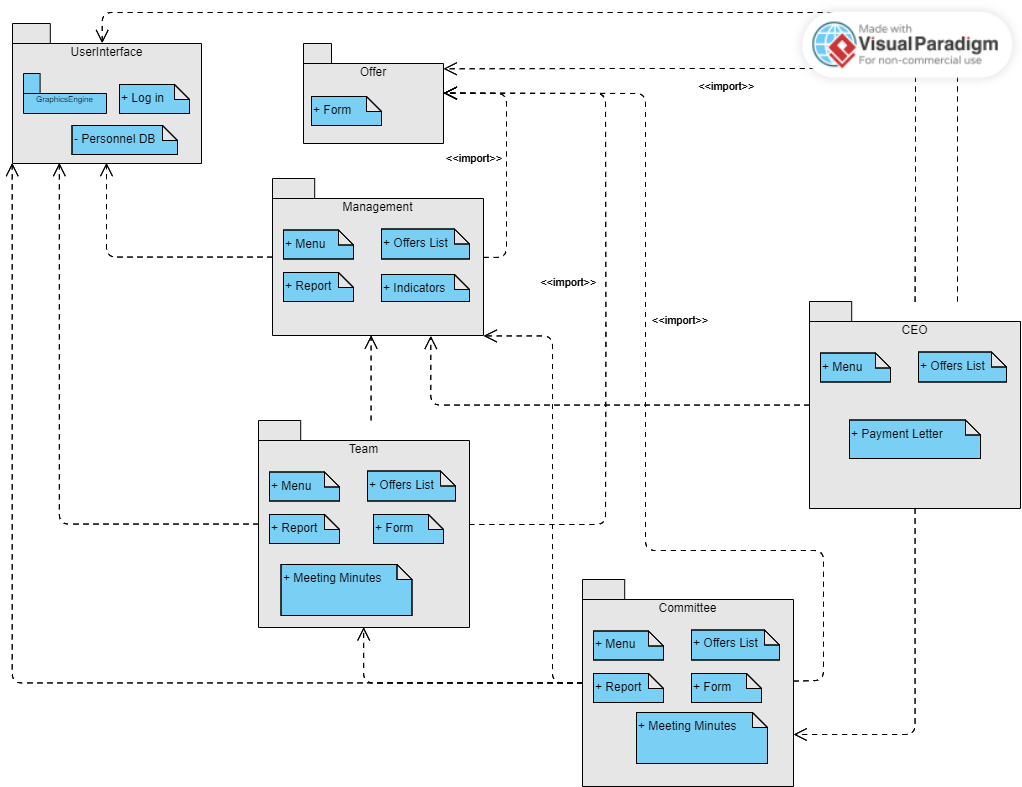 Made with
Visual Paradigm
For non-commercial use
UserInterface
GraphicsEngine
+ Log in
- Personnel DB
Offer
+ Form
<<import>>
<<import>>
Management
+ Menu
+ Offers List
+ Report
+ Indicators
<<import>>
<<import>>
CEO
+ Menu
+ Offers List
+ Payment Letter
Team
+ Menu
+ Offers List
+ Report
+ Form
+ Meeting Minutes
Committee
+ Menu
+ Offers List
+ Report
+ Form
+ Meeting Minutes